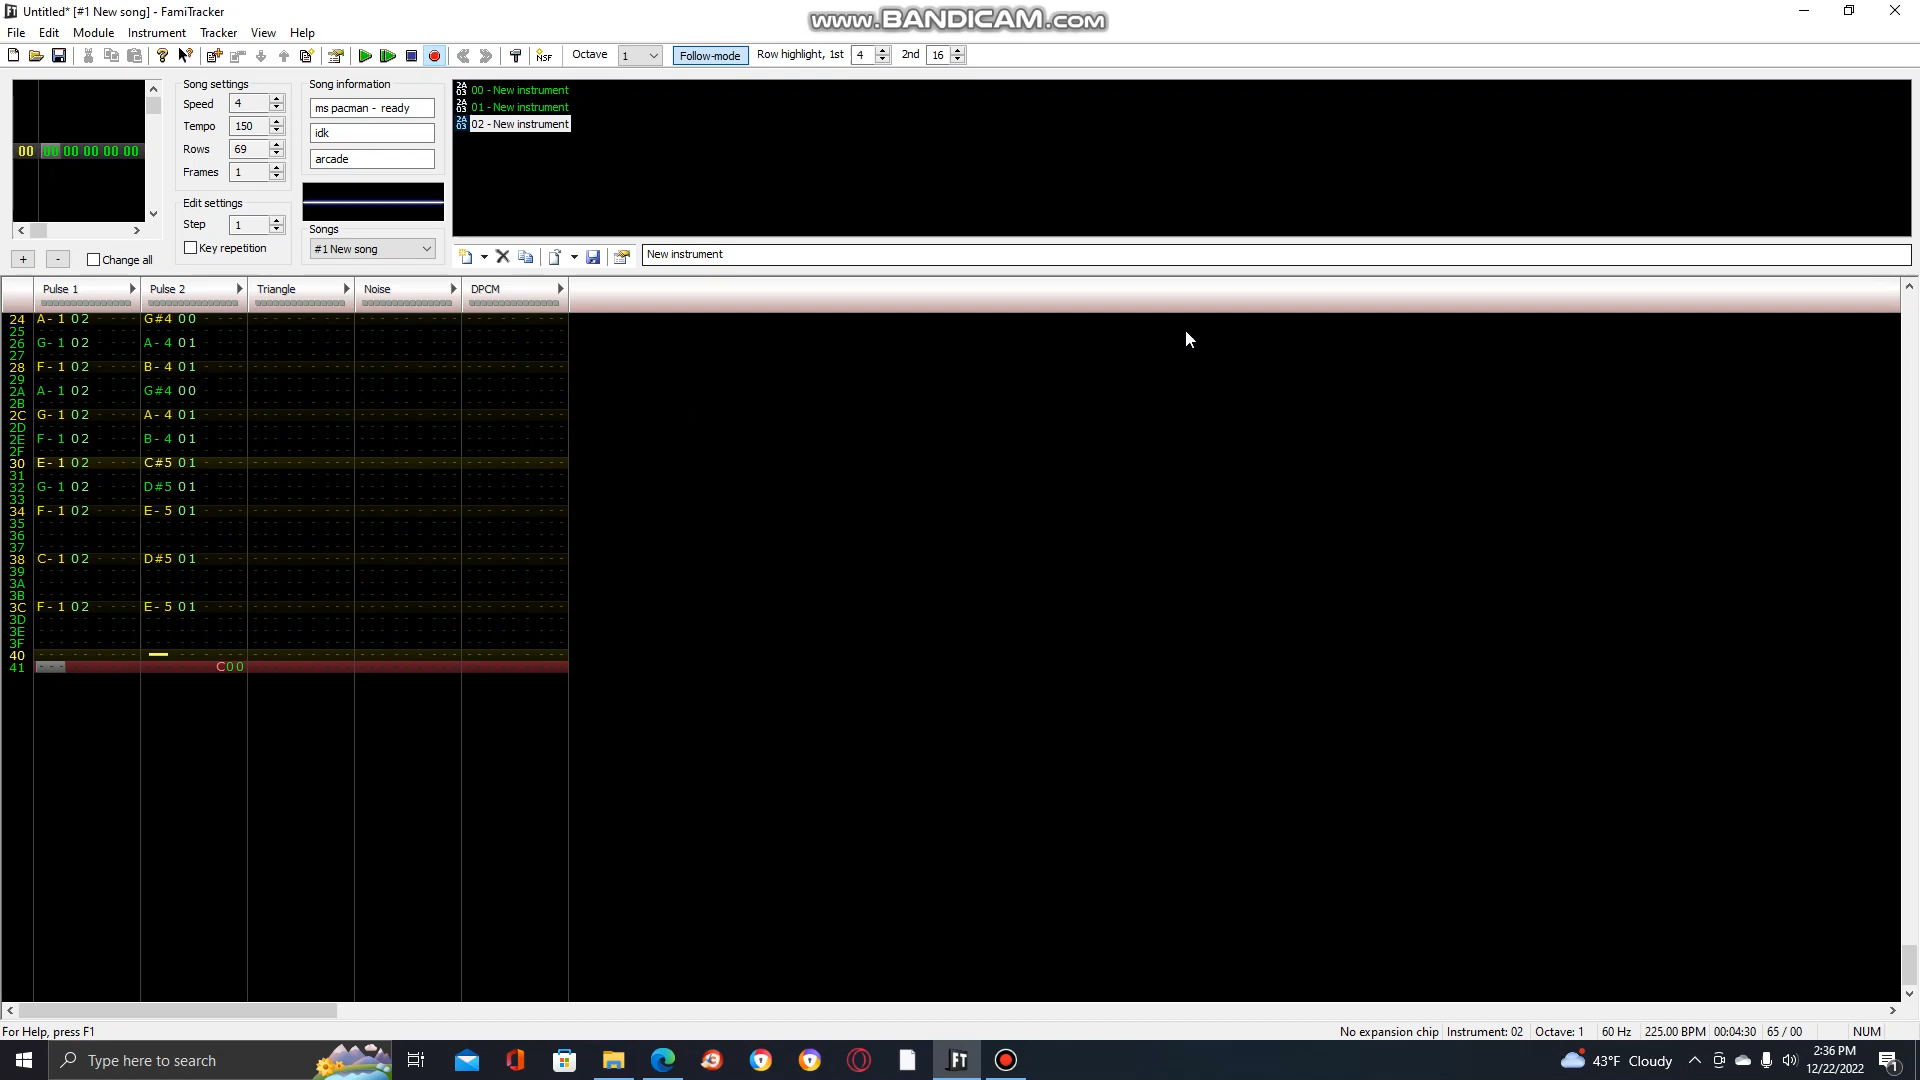 Untitled* [#1 New song] - FamiTracker
www.BANDICAM.com
File Edit Module Instrument Tracker View Help
Octave 1 Follow-mode Row highlight, 1st 4 2nd 16
Song settings
Speed 4
Tempo 150
Rows 69
Frames 1
Edit settings
Step 1
Key repetition
Song information
ms pacman - ready
idk
arcade
Songs
#1 New song
00 00 00 00 00 00
+ - Change all
00 - New instrument
01 - New instrument
02 - New instrument
New instrument
Pulse 1 Pulse 2 Triangle Noise DPCM
24 A-1 02 G#4 00
25
26 G-1 02 A-4 01
27
28 F-1 02 B-4 01
29
2A A-1 02 G#4 00
2B
2C G-1 02 A-4 01
2D
2E F-1 02 B-4 01
2F
30 E-1 02 C#5 01
31
32 G-1 02 D#5 01
33
34 F-1 02 E-5 01
35
36
37
38 C-1 02 D#5 01
39
3A
3B
3C F-1 02 E-5 01
3D
3E
3F
40
41 --- C00
For Help, press F1
No expansion chip Instrument: 02 Octave: 1 60 Hz 225.00 BPM 00:04:30 65 / 00 NUM
Type here to search
43°F Cloudy
2:36 PM
12/22/2022